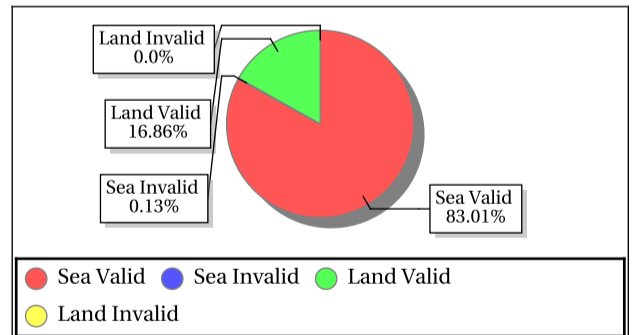 Land Invalid
0.0%
Land Valid
16.86%
Sea Invalid
0.13%
Sea Valid
83.01%
Sea Valid Sea Invalid Land Valid
Land Invalid